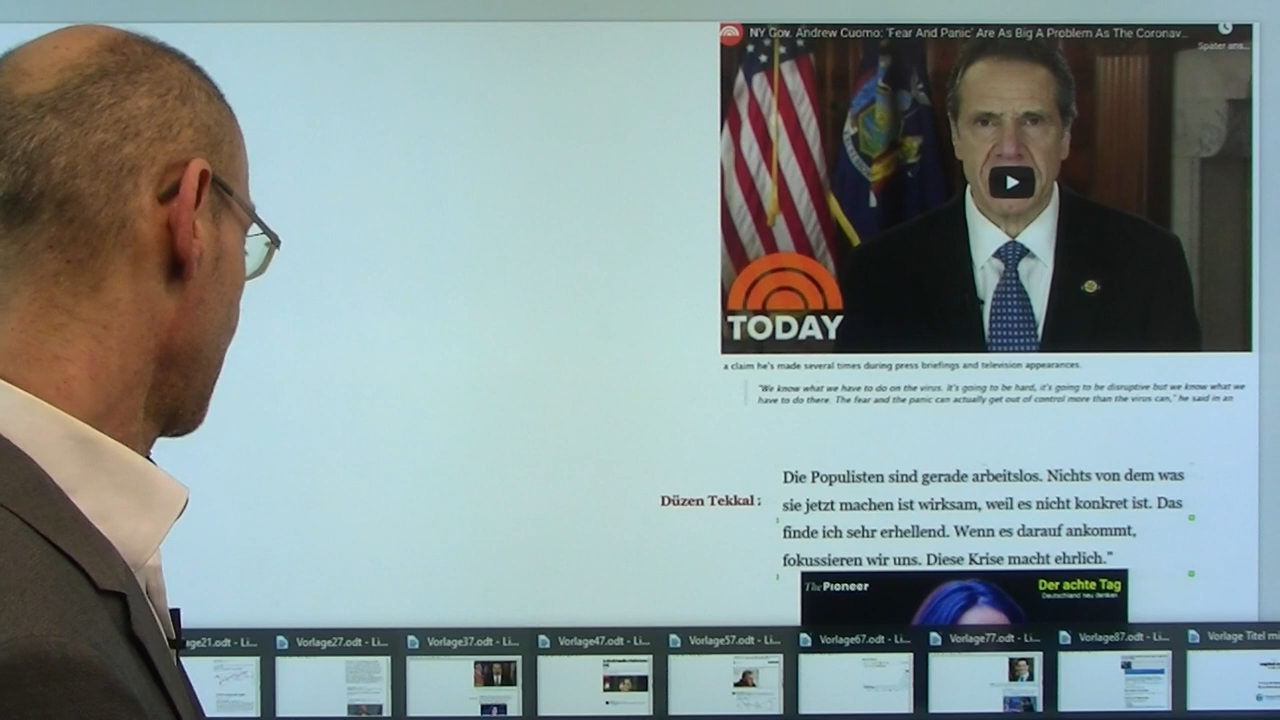 NY Gov. Andrew Cuomo: 'Fear And Panic' Are As Big A Problem As The Coronav...
Später ans...
TODAY
a claim he's made several times during press briefings and television appearances.
"We know what we have to do on the virus. It's going to be hard, it's going to be disruptive but we know what we
have to do there. The fear and the panic can actually get out of control more than the virus can," he said in an
Die Populisten sind gerade arbeitslos. Nichts von dem was
Düzen Tekkal :
sie jetzt machen ist wirksam, weil es nicht konkret ist. Das
finde ich sehr erhellend. Wenn es darauf ankommt,
fokussieren wir uns. Diese Krise macht ehrlich."
The Pioneer
Der achte Tag
Deutschland neu denken
age21.odt - Li...
Vorlage27.odt - Li...
Vorlage37.odt - Li...
Vorlage47.odt - Li...
Vorlage57.odt - Li...
Vorlage67.odt - Li...
Vorlage77.odt - Li...
Vorlage87.odt - Li...
Vorlage Titel m